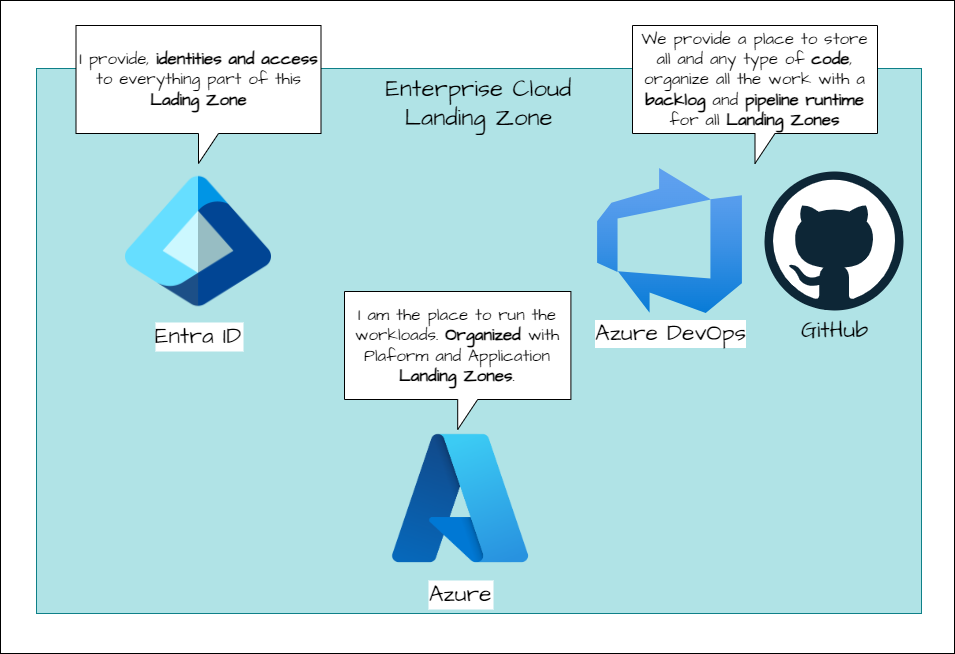 I provide, identities and access
to everything part of this
Lading Zone
Enterprise Cloud
Landing Zone
We provide a place to store
all and any type of code,
organize all the work with a
backlog and pipeline runtime
for all Landing Zones
Entra ID
Azure DevOps
GitHub
I am the place to run the
workloads. Organized with
Plaform and Application
Landing Zones.
Azure